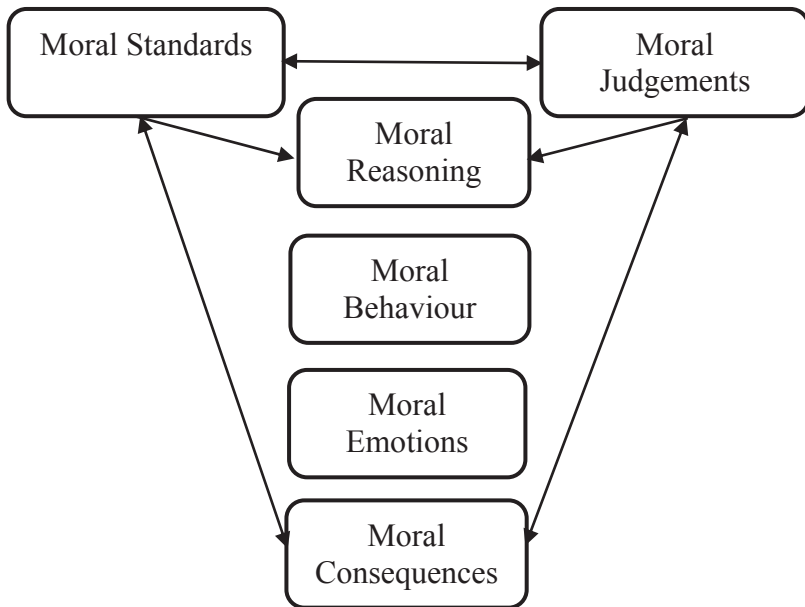 Moral Standards
Moral
Judgements
Moral
Reasoning
Moral
Behaviour
Moral
Emotions
Moral
Consequences